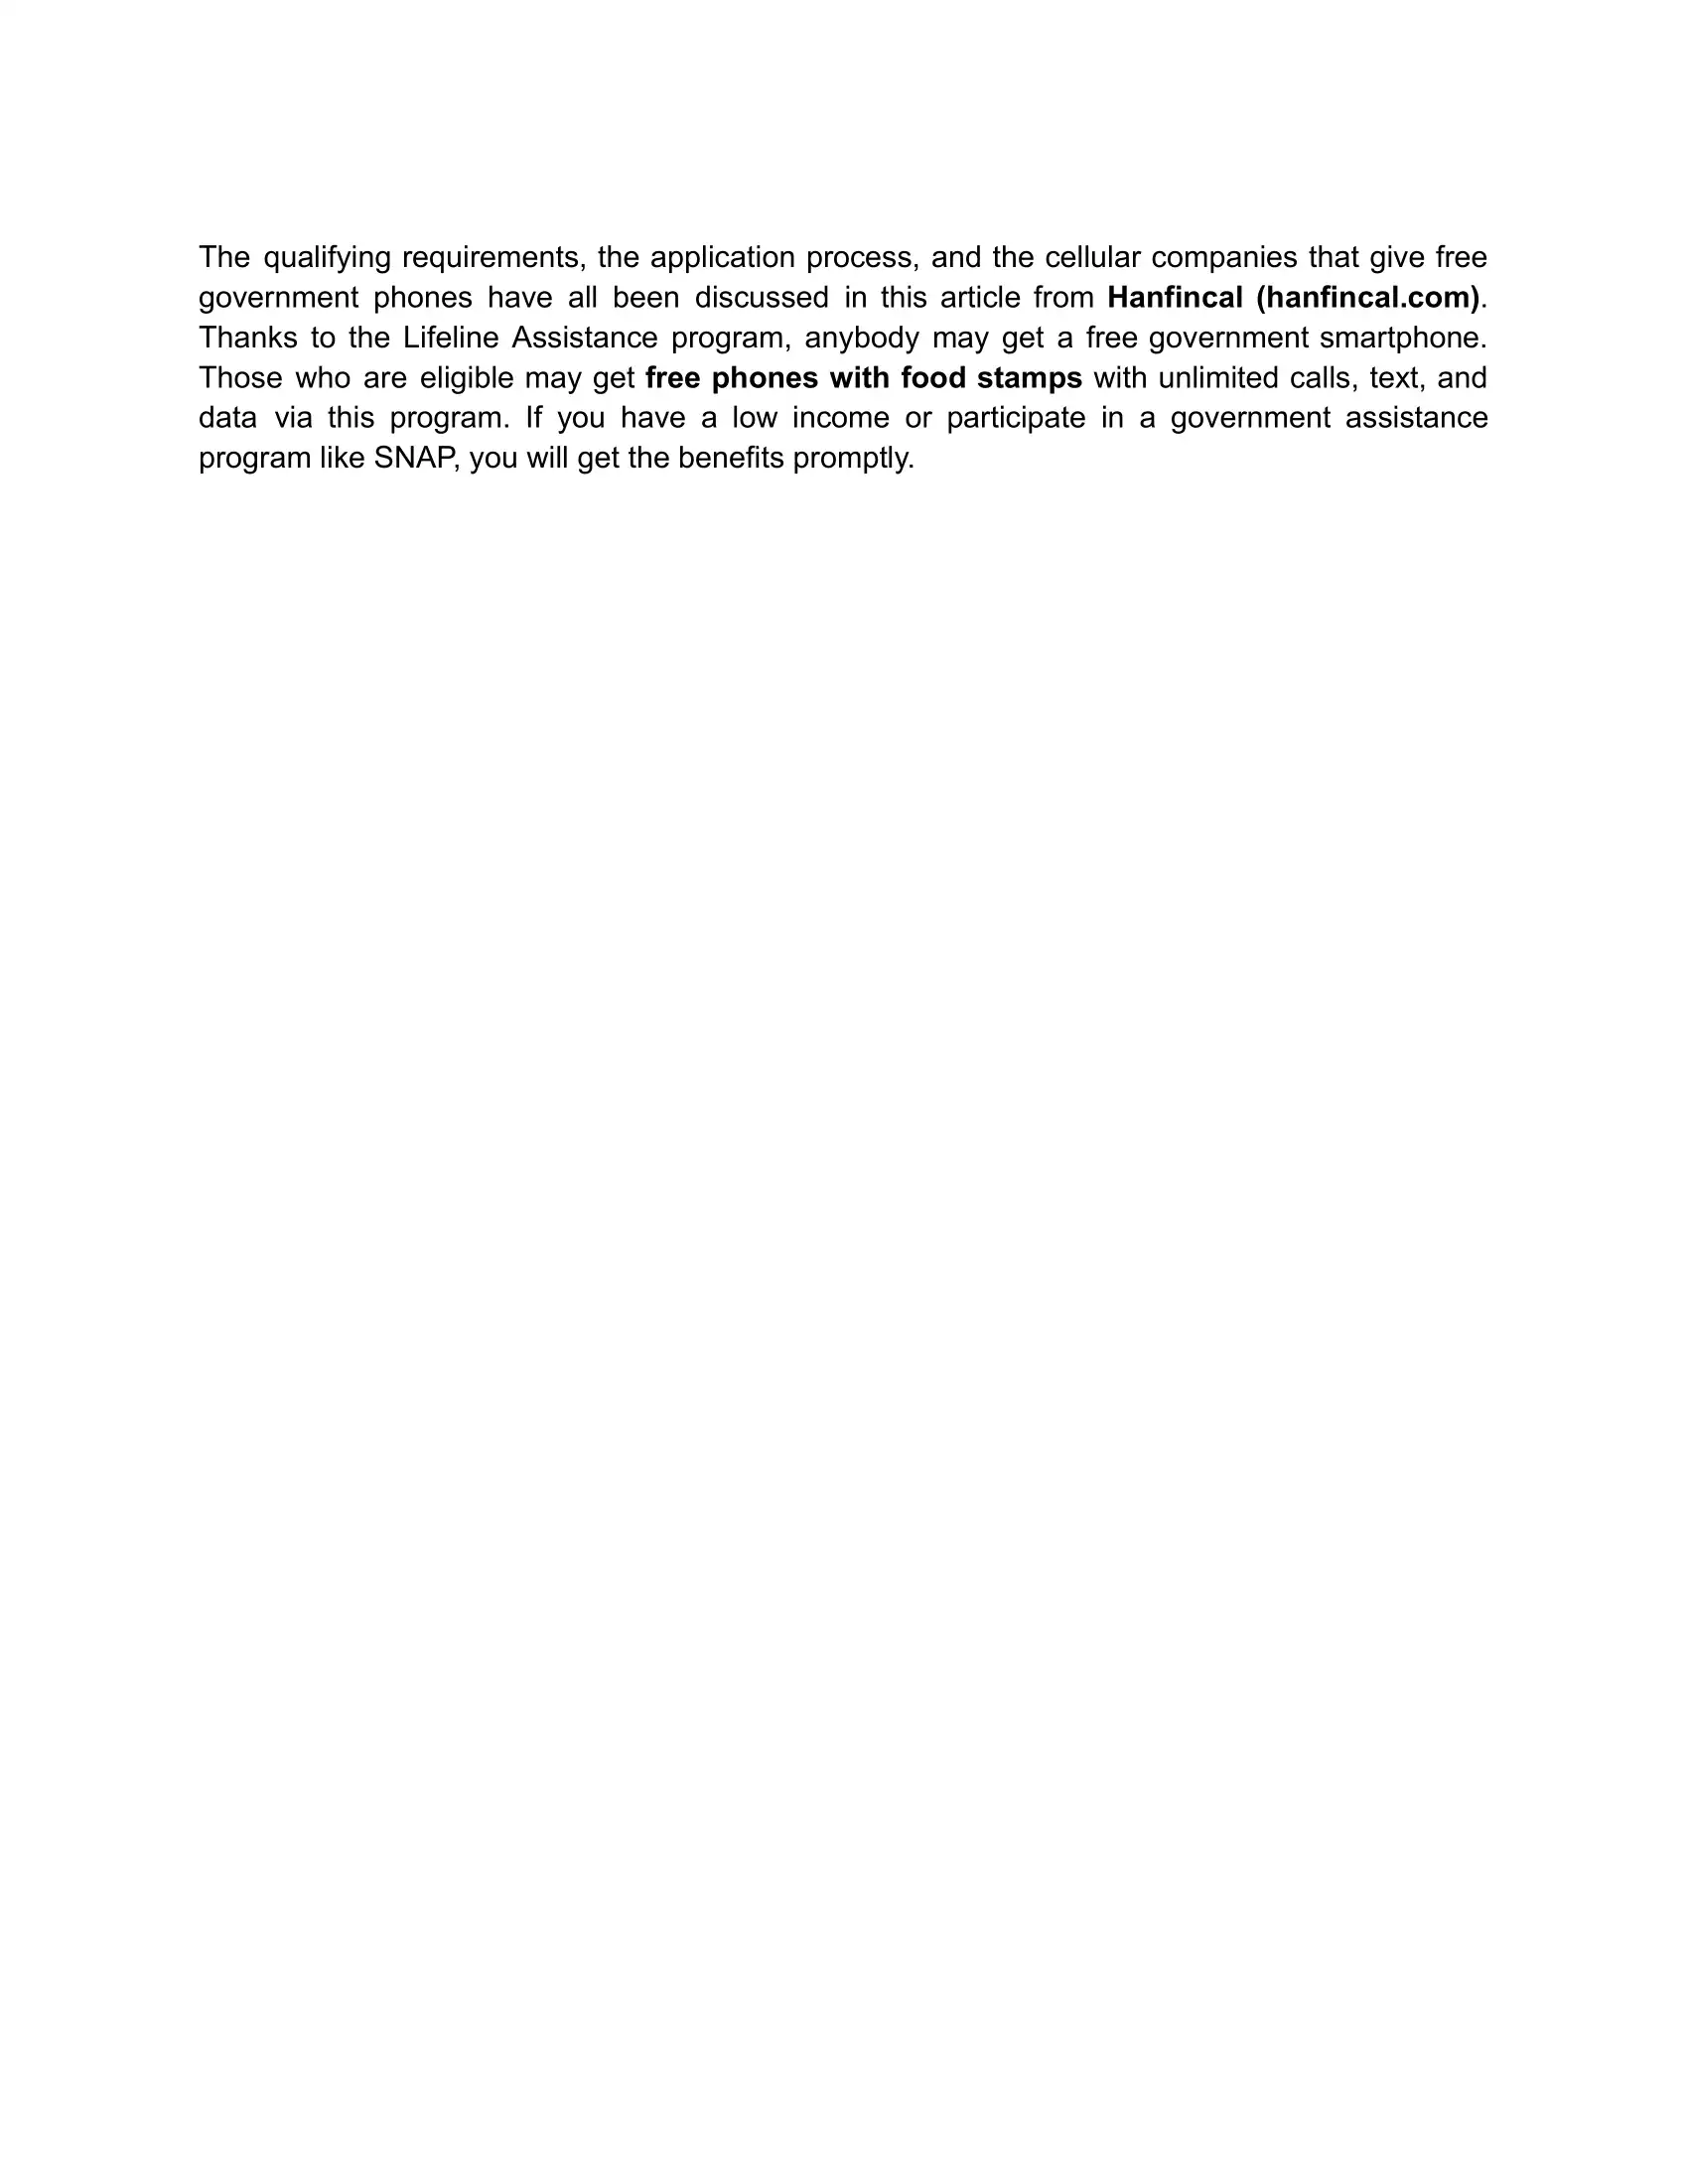 The qualifying requirements, the application process, and the cellular companies that give free
government phones have all been discussed in this article from Hanfincal (hanfincal.com).
Thanks to the Lifeline Assistance program, anybody may get a free government smartphone.
Those who are eligible may get free phones with food stamps with unlimited calls, text, and
data via this program. If you have a low income or participate in a government assistance
program like SNAP, you will get the benefits promptly.